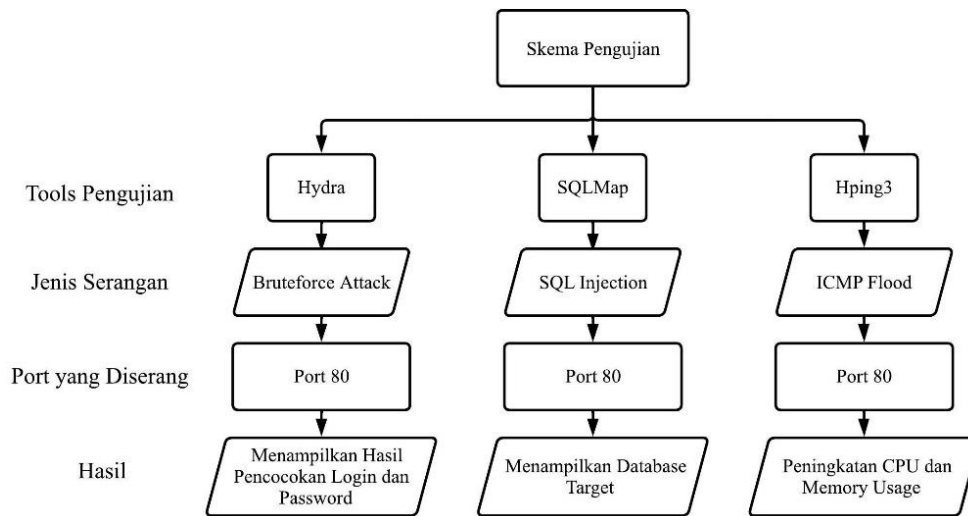 Skema Pengujian
Tools Pengujian
Hydra
SQLMap
Hping3
Jenis Serangan
Bruteforce Attack
SQL Injection
ICMP Flood
Port yang Diserang
Port 80
Port 80
Port 80
Hasil
Menampilkan Hasil
Pencocokan Login dan
Password
Menampilkan Database
Target
Peningkatan CPU dan
Memory Usage